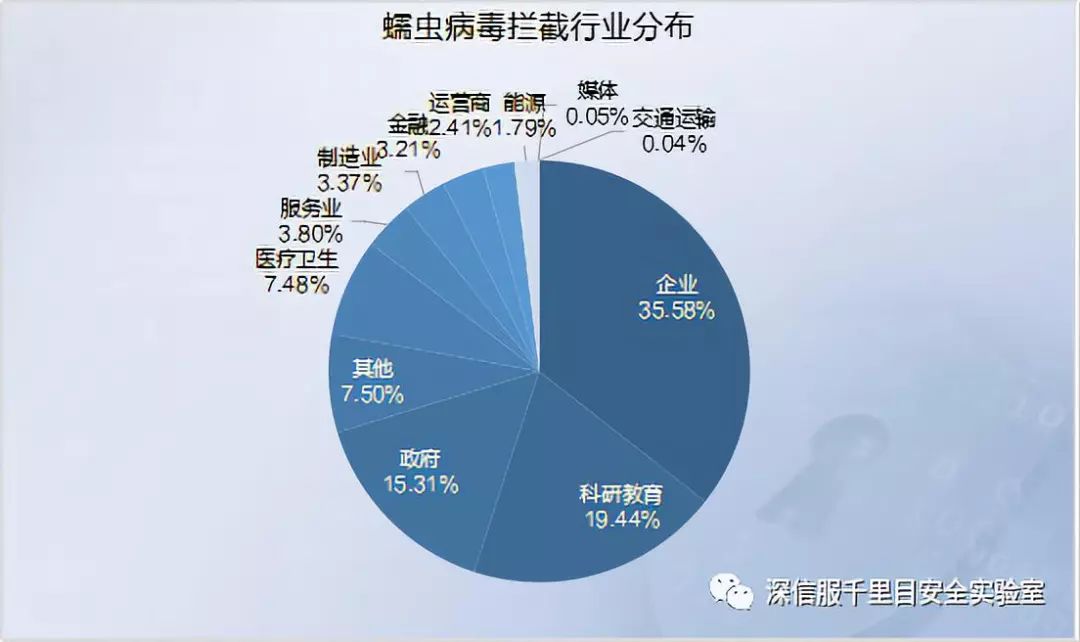 蠕虫病毒拦截行业分布
媒体
0.05%
交通运输
0.04%
能源
1.79%
运营商
2.41%
金融
3.21%
制造业
3.37%
服务业
3.80%
医疗卫生
7.48%
其他
7.50%
政府
15.31%
科研教育
19.44%
企业
35.58%
深信服千里目安全实验室